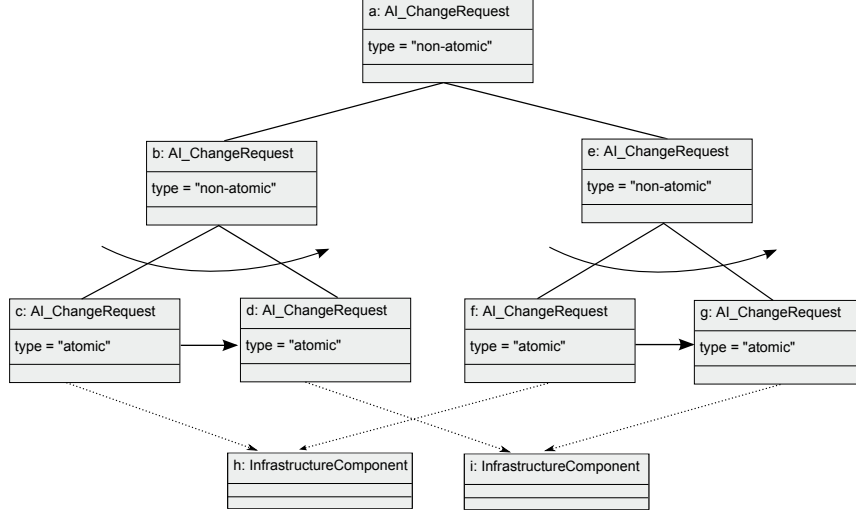 a: AI_ChangeRequest
type = "non-atomic"
b: AI_ChangeRequest
type = "non-atomic"
e: AI_ChangeRequest
type = "non-atomic"
c: AI_ChangeRequest
type = "atomic"
d: AI_ChangeRequest
type = "atomic"
f: AI_ChangeRequest
type = "atomic"
g: AI_ChangeRequest
type = "atomic"
h: InfrastructureComponent
i: InfrastructureComponent